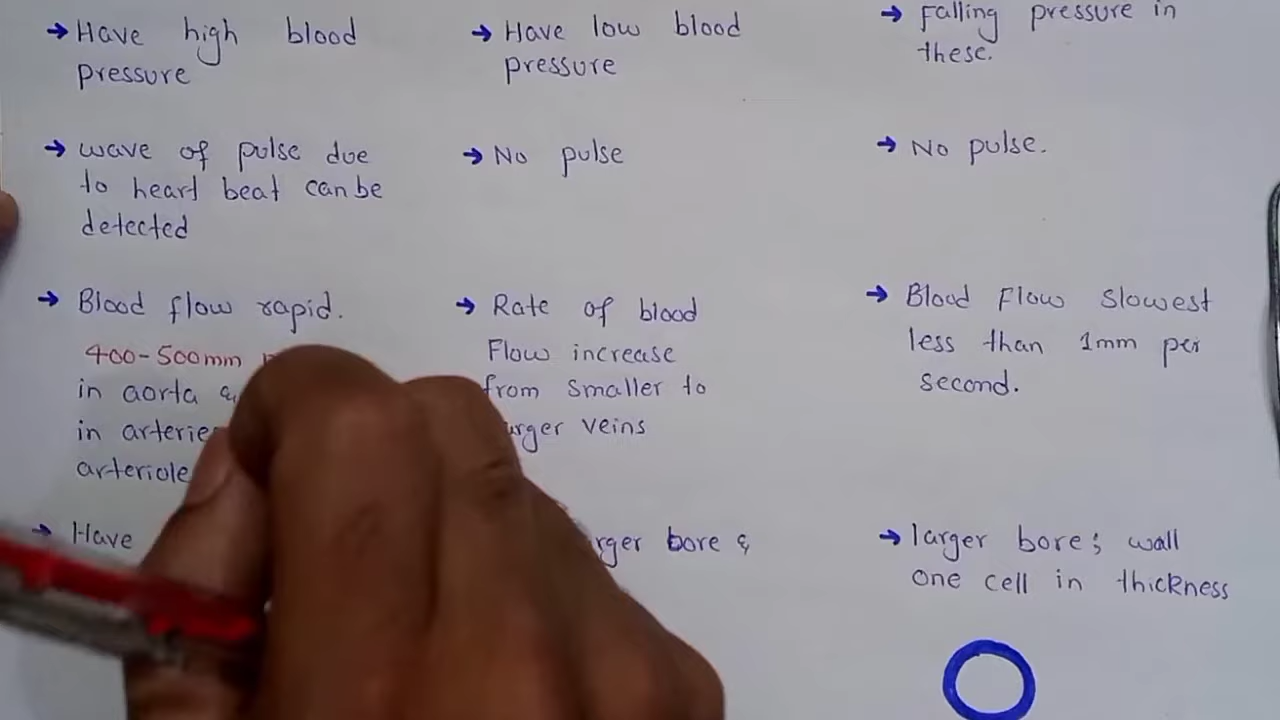 → Have high blood
pressure
→ wave of pulse due
to heart beat can be
detected
→ Blood flow rapid.
400-500mm
in aorta &
in arterie
arteriole
→ Have
→ Have low blood
pressure
→ No pulse
→ Rate of blood
Flow increase
from smaller to
veins
bore &
→ Falling pressure in
these.
→ No pulse.
→ Blood Flow slowest
less than 1mm per
second.
→ larger bore; wall
one cell in thickness